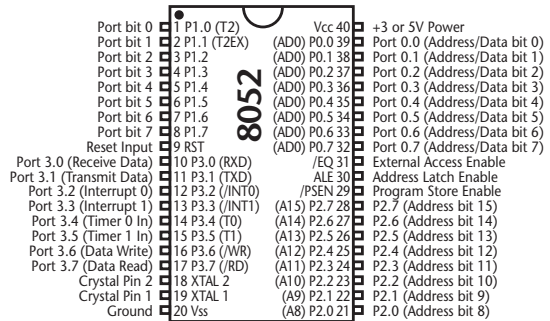 Port bit 0 1 P1.0 (T2) Vcc 40 +3 or 5V Power
Port bit 1 2 P1.1 (T2EX) (AD0) P0.0 39 Port 0.0 (Address/Data bit 0)
Port bit 2 3 P1.2 (AD0) P0.1 38 Port 0.1 (Address/Data bit 1)
Port bit 3 4 P1.3 (AD0) P0.2 37 Port 0.2 (Address/Data bit 2)
Port bit 4 5 P1.4 (AD0) P0.3 36 Port 0.3 (Address/Data bit 3)
Port bit 5 6 P1.5 (AD0) P0.4 35 Port 0.4 (Address/Data bit 4)
Port bit 6 7 P1.6 (AD0) P0.5 34 Port 0.5 (Address/Data bit 5)
Port bit 7 8 P1.7 (AD0) P0.6 33 Port 0.6 (Address/Data bit 6)
Reset Input 9 RST (AD0) P0.7 32 Port 0.7 (Address/Data bit 7)
Port 3.0 (Receive Data) 10 P3.0 (RXD) /EQ 31 External Access Enable
Port 3.1 (Transmit Data) 11 P3.1 (TXD) ALE 30 Address Latch Enable
Port 3.2 (Interrupt 0) 12 P3.2 (/INT0) /PSEN 29 Program Store Enable
Port 3.3 (Interrupt 1) 13 P3.3 (/INT1) (A15) P2.7 28 P2.7 (Address bit 15)
Port 3.4 (Timer 0 In) 14 P3.4 (T0) (A14) P2.6 27 P2.6 (Address bit 14)
Port 3.5 (Timer 1 In) 15 P3.5 (T1) (A13) P2.5 26 P2.5 (Address bit 13)
Port 3.6 (Data Write) 16 P3.6 (/WR) (A12) P2.4 25 P2.4 (Address bit 12)
Port 3.7 (Data Read) 17 P3.7 (/RD) (A11) P2.3 24 P2.3 (Address bit 11)
Crystal Pin 2 18 XTAL 2 (A10) P2.2 23 P2.2 (Address bit 10)
Crystal Pin 1 19 XTAL 1 (A9) P2.1 22 P2.1 (Address bit 9)
Ground 20 Vss (A8) P2.0 21 P2.0 (Address bit 8)
8052